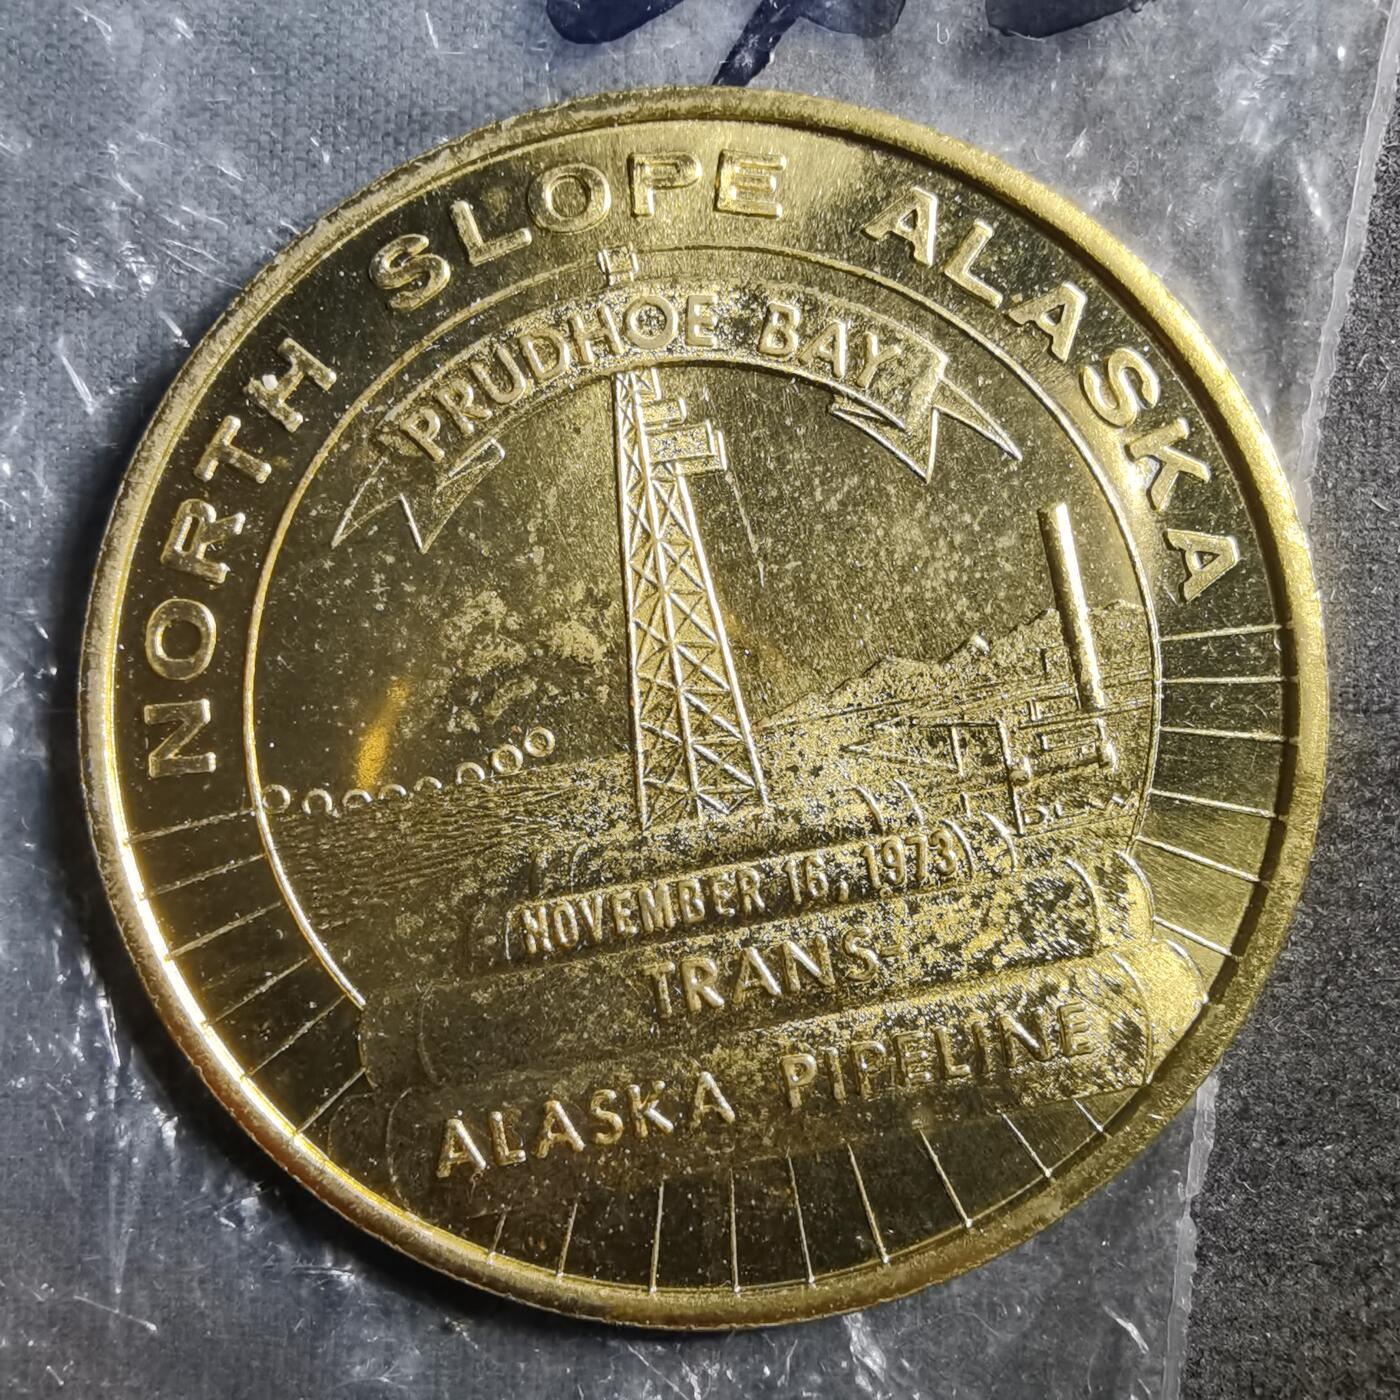 NORTH SLOPE ALASKA
PRUDHOE BAY
NOVEMBER 16, 1973
TRANS-
ALASKA PIPELINE